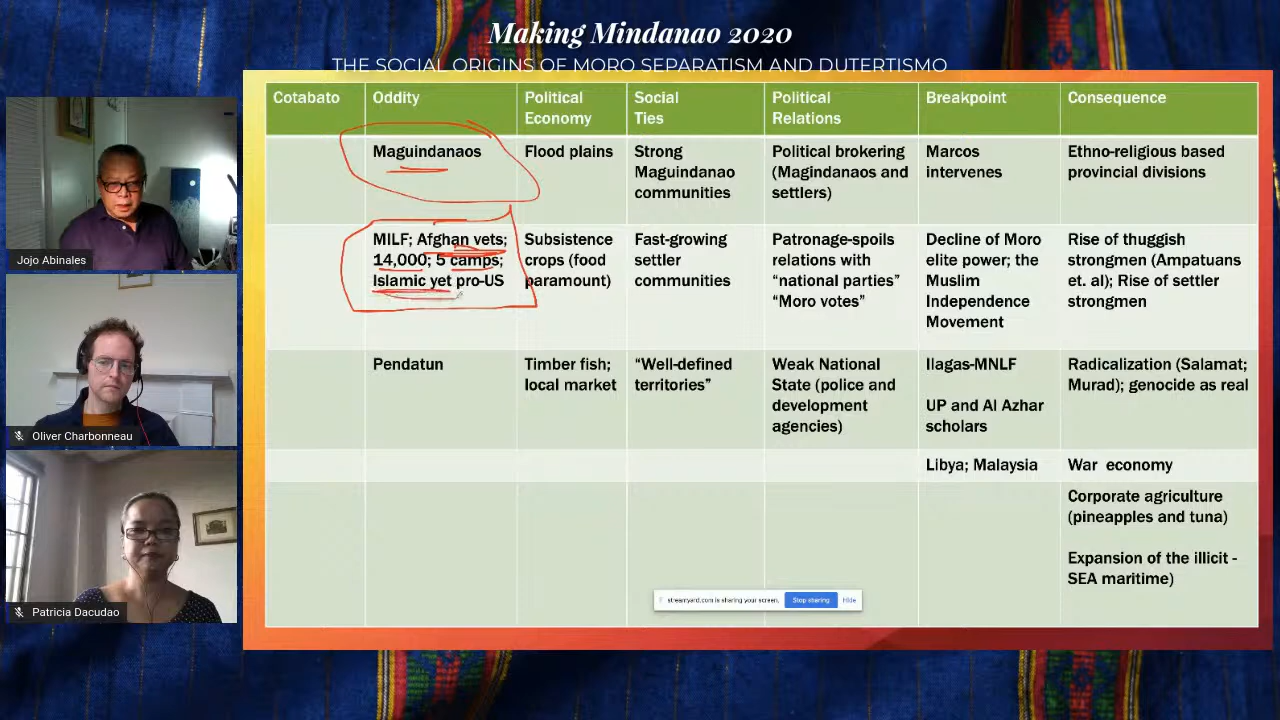 Making Mindanao 2020
THE SOCIAL ORIGINS OF MORO SEPARATISM AND DUTERTISMO
Jojo Abinales
Oliver Charbonneau
Patricia Dacudao
Cotabato
Oddity
Political
Economy
Social
Ties
Political
Relations
Breakpoint
Consequence
Maguindanaos
Flood plains
Strong
Maguindanao
communities
Political brokering
(Magindanaos and
settlers)
Marcos
intervenes
Ethno-religious based
provincial divisions
MILF; Afghan vets;
14,000; 5 camps;
Islamic yet pro-US
Subsistence
crops (food
paramount)
Fast-growing
settler
communities
Patronage-spoils
relations with
“national parties”
“Moro votes”
Decline of Moro
elite power; the
Muslim
Independence
Movement
Rise of thuggish
strongmen (Ampatuans
et. al); Rise of settler
strongmen
Pendatun
Timber fish;
local market
“Well-defined
territories”
Weak National
State (police and
development
agencies)
Ilagas-MNLF
UP and Al Azhar
scholars
Radicalization (Salamat;
Murad); genocide as real
Libya; Malaysia
War economy
Corporate agriculture
(pineapples and tuna)
Expansion of the illicit -
SEA maritime)
streamyard.com is sharing your screen.
Stop sharing
Hide